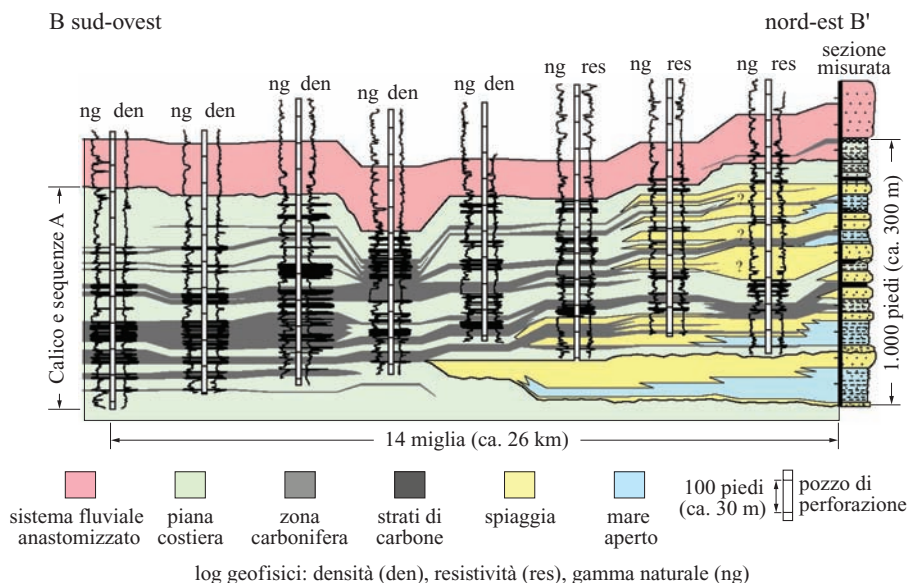 B sud-ovest
nord-est B'
sezione
misurata
ng den
ng den
ng den
ng den
ng den
ng res
ng res
ng res
Calico e sequenze A
1.000 piedi (ca. 300 m)
?
?
?
14 miglia (ca. 26 km)
sistema fluviale
anastomizzato
piana
costiera
zona
carbonifera
strati di
carbone
spiaggia
mare
aperto
100 piedi
(ca. 30 m)
pozzo di
perforazione
log geofisici: densità (den), resistività (res), gamma naturale (ng)